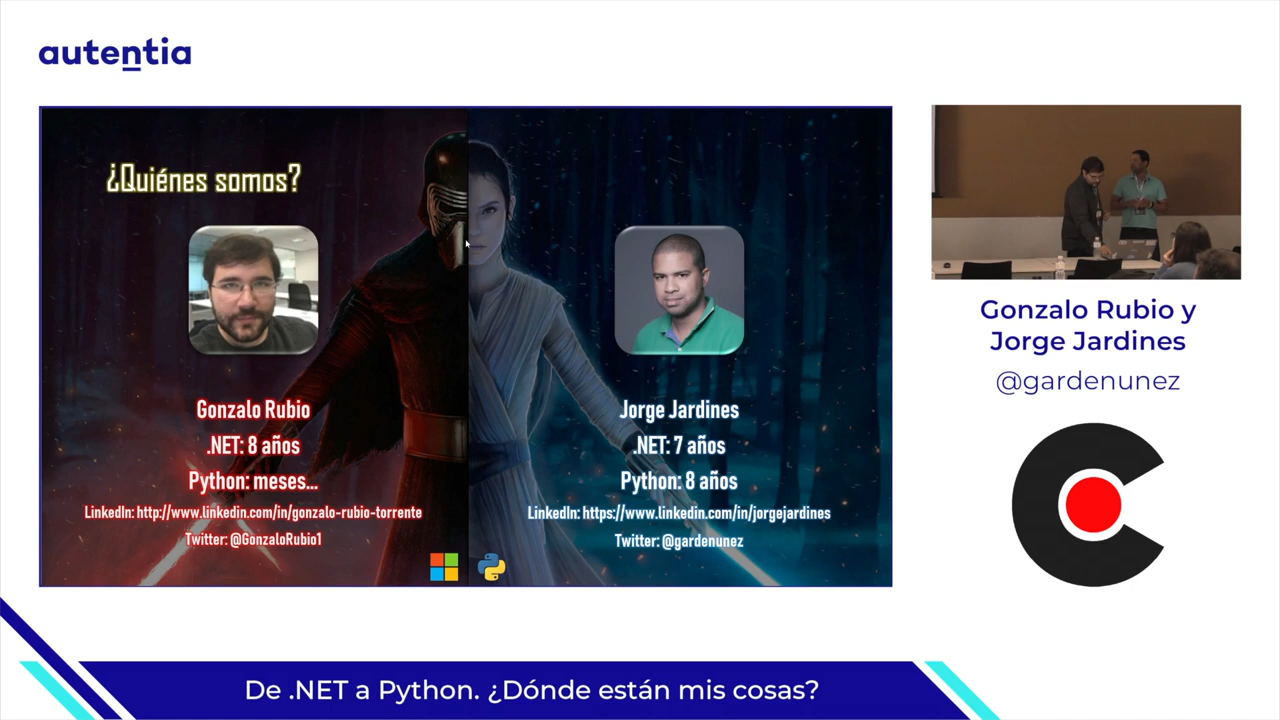 autentia
¿Quiénes somos?
Gonzalo Rubio
.NET: 8 años
Python: meses...
LinkedIn: http://www.linkedin.com/in/gonzalo-rubio-torrente
Twitter: @GonzaloRubio1
Jorge Jardines
.NET: 7 años
Python: 8 años
LinkedIn: https://www.linkedin.com/in/jorgejardines
Twitter: @gardenunez
Gonzalo Rubio y
Jorge Jardines
@gardenunez
De .NET a Python. ¿Dónde están mis cosas?